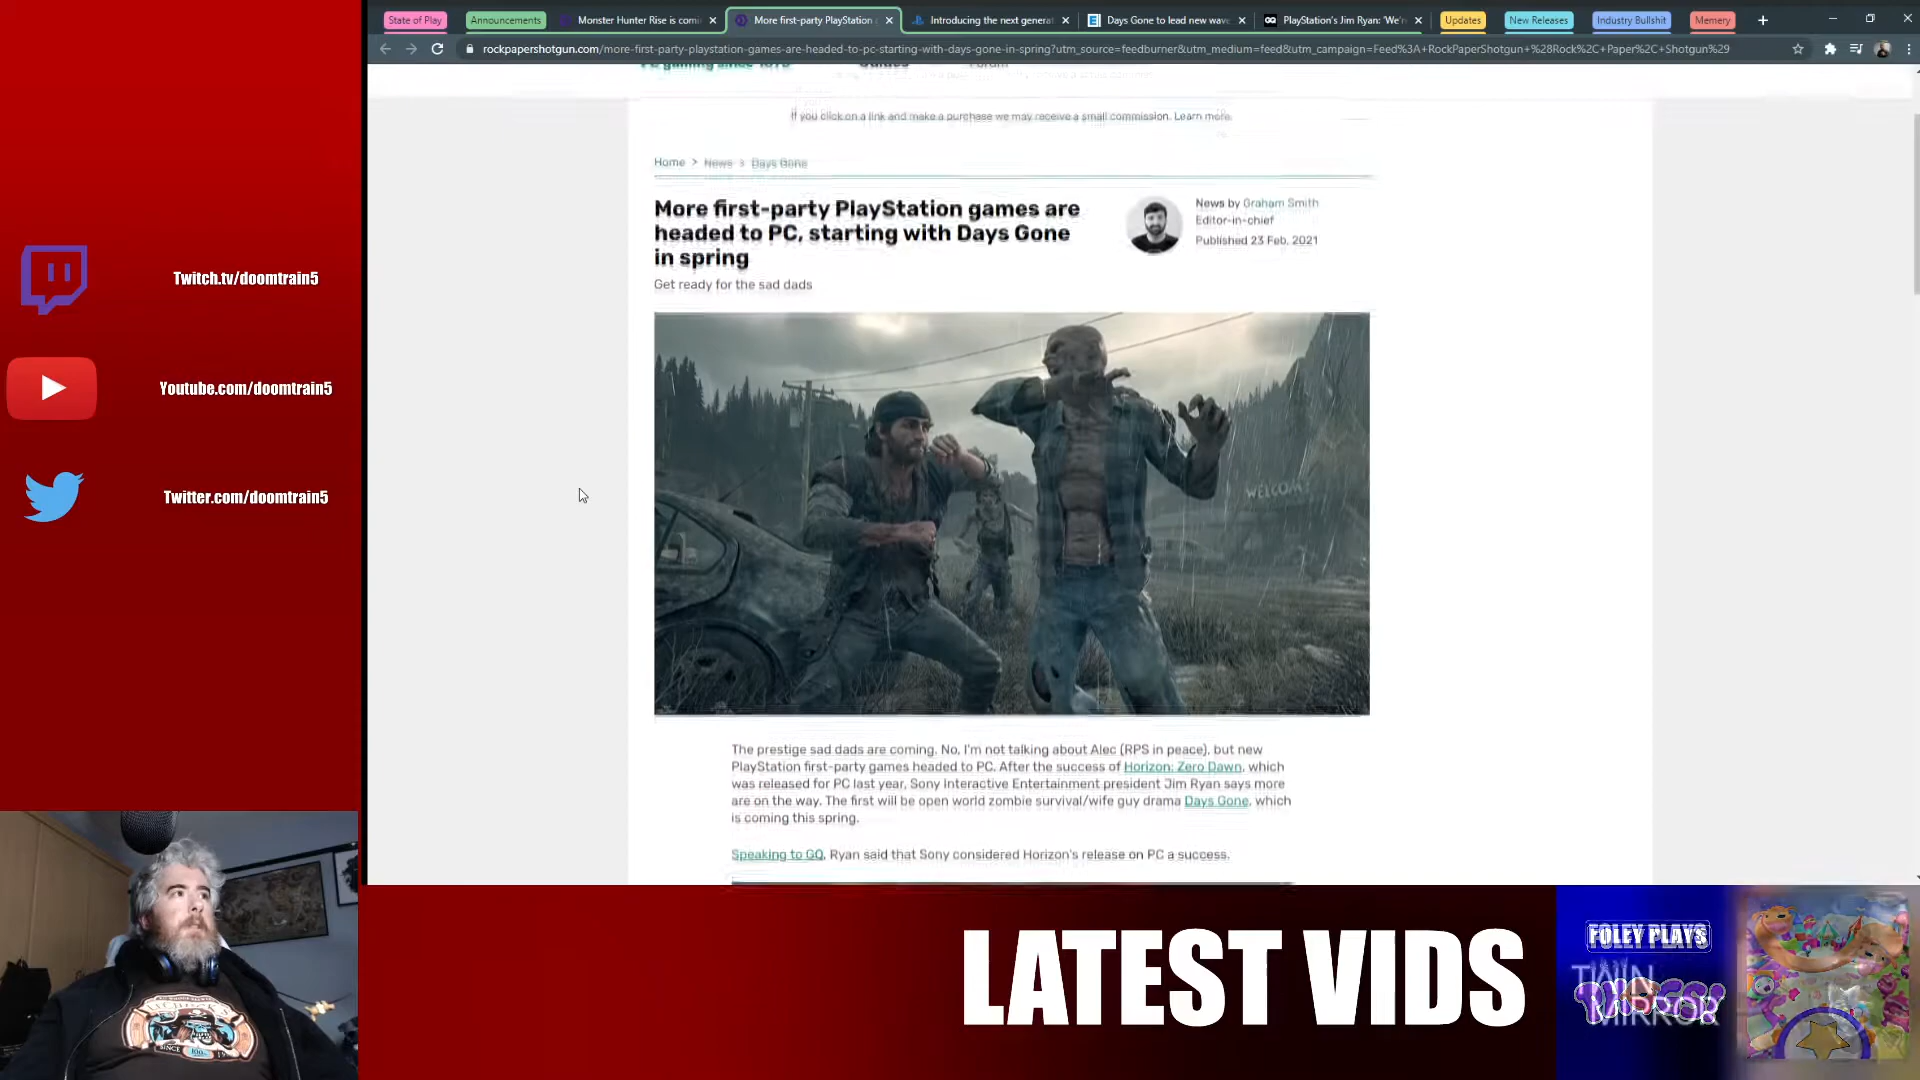 State of Play
Announcements
Monster Hunter Rise is comi
More first-party PlayStation
Introducing the next generat
Days Gone to lead new wave
PlayStation's Jim Ryan: 'We'r
Updates
New Releases
Industry Bullshit
Memery
rockpapershotgun.com/more-first-party-playstation-games-are-headed-to-pc-starting-with-days-gone-in-spring?utm_source=feedburner&utm_medium=feed&utm_campaign=Feed%3A+RockPaperShotgun+%28Rock%2C+Paper%2C+Shotgun%29
PC gaming since 1873
Guides
Forum
If you click on a link and make a purchase we may receive a small commission. Learn more.
Home > News > Days Gone
More first-party PlayStation games are
headed to PC, starting with Days Gone
in spring
Get ready for the sad dads
News by Graham Smith
Editor-in-chief
Published 23 Feb, 2021
WELCOME
The prestige sad dads are coming. No, I'm not talking about Alec (RPS in peace), but new
PlayStation first-party games headed to PC. After the success of Horizon: Zero Dawn, which
was released for PC last year, Sony Interactive Entertainment president Jim Ryan says more
are on the way. The first will be open world zombie survival/wife guy drama Days Gone, which
is coming this spring.
Speaking to GQ, Ryan said that Sony considered Horizon's release on PC a success.
Twitch.tv/doomtrain5
Youtube.com/doomtrain5
Twitter.com/doomtrain5
LATEST VIDS
FOLEY PLAYS
TWIN
MIRROR
SINCE